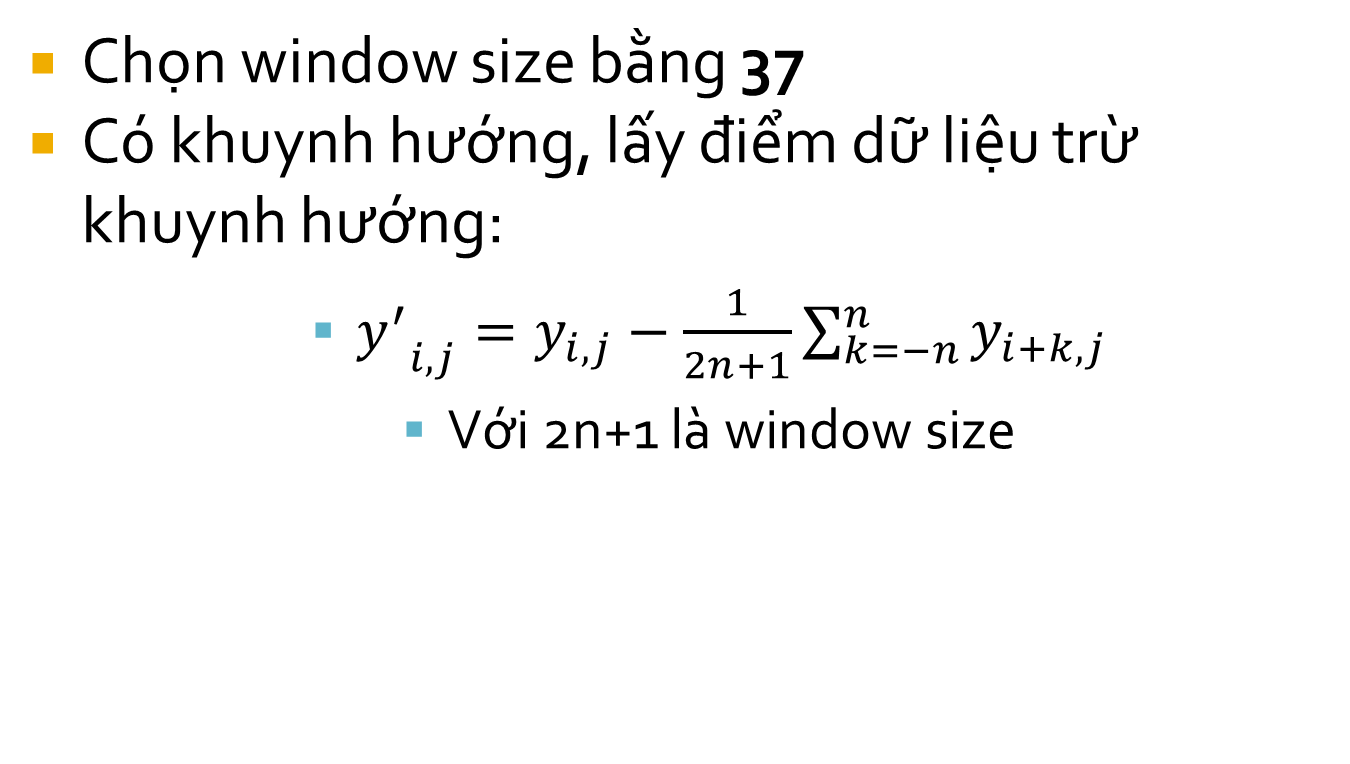 Chọn window size bằng 37
Có khuynh hướng, lấy điểm dữ liệu trừ
khuynh hướng:
y′_{i,j} = y_{i,j} − \frac{1}{2n+1} ∑_{k=−n}^{n} y_{i+k,j}
Với 2n+1 là window size